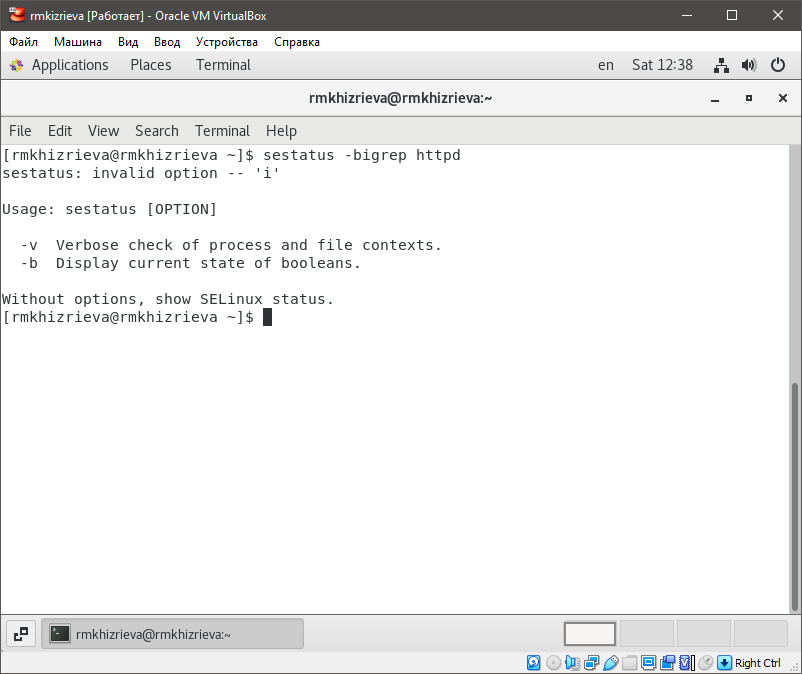 rmkizrieva [Работает] - Oracle VM VirtualBox
Файл Машина Вид Ввод Устройства Справка
Applications Places Terminal en Sat 12:38
rmkhizrieva@rmkhizrieva:~
File Edit View Search Terminal Help
[rmkhizrieva@rmkhizrieva ~]$ sestatus -bigrep httpd
sestatus: invalid option -- 'i'
Usage: sestatus [OPTION]
-v Verbose check of process and file contexts.
-b Display current state of booleans.
Without options, show SELinux status.
[rmkhizrieva@rmkhizrieva ~]$
rmkhizrieva@rmkhizrieva:~
Right Ctrl